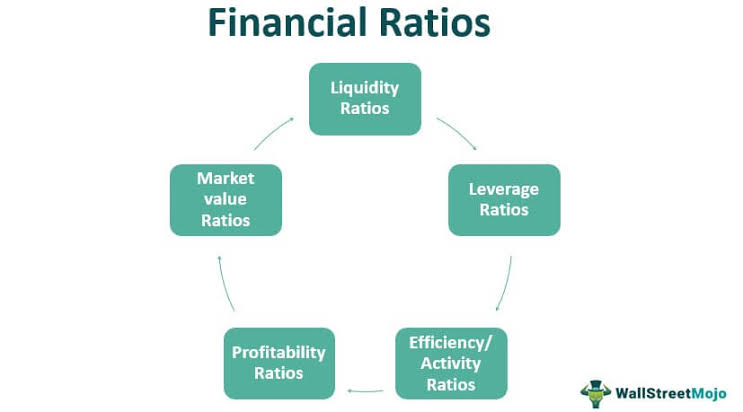 Financial Ratios
Liquidity
Ratios
Leverage
Ratios
Efficiency/
Activity
Ratios
Profitability
Ratios
Market
value
Ratios
WallStreetMojo